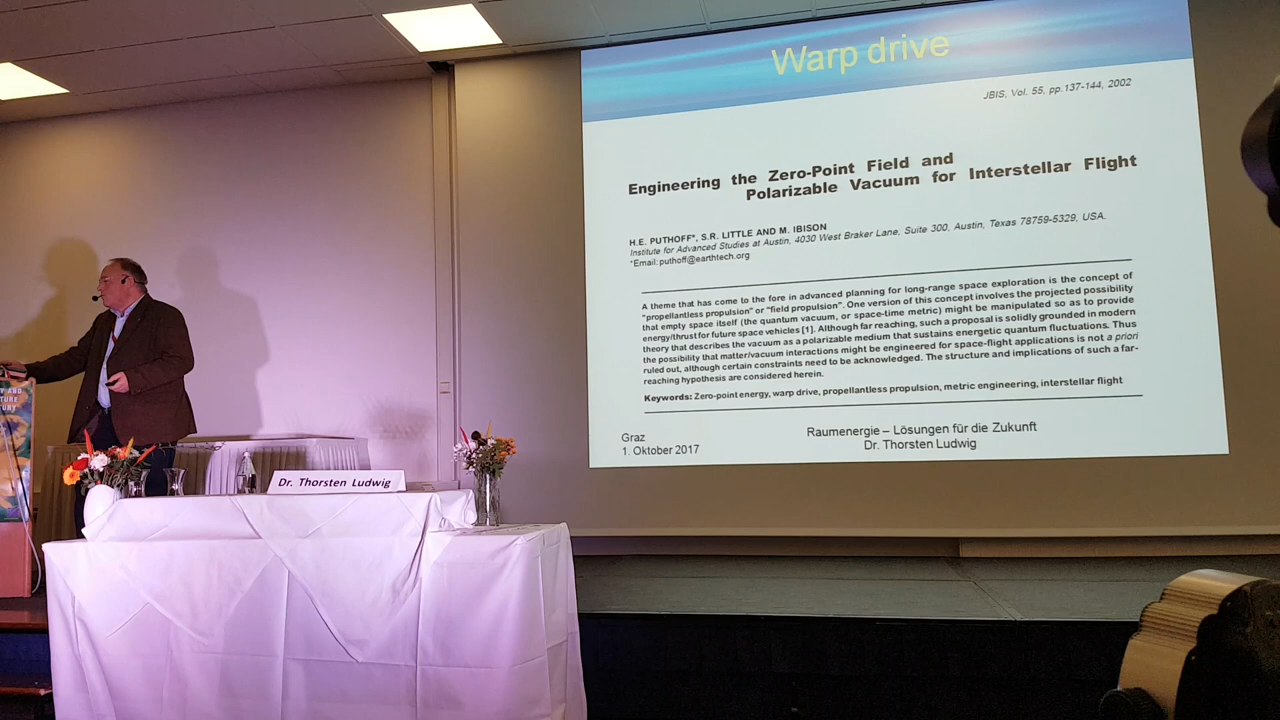 Warp drive
JBIS, Vol. 55, pp.137-144, 2002
Engineering the Zero-Point Field and
Polarizable Vacuum for Interstellar Flight
H.E. PUTHOFF*, S.R. LITTLE AND M. IBISON
Institute for Advanced Studies at Austin, 4030 West Braker Lane, Suite 300, Austin, Texas 78759-5329, USA.
*Email: puthoff@earthtech.org
A theme that has come to the fore in advanced planning for long-range space exploration is the concept of
"propellantless propulsion" or "field propulsion". One version of this concept involves the projected possibility
that empty space itself (the quantum vacuum, or space-time metric) might be manipulated so as to provide
energy/thrust for future space vehicles [1]. Although far reaching, such a proposal is solidly grounded in modern
theory that describes the vacuum as a polarizable medium that sustains energetic quantum fluctuations. Thus
the possibility that matter/vacuum interactions might be engineered for space-flight applications is not a priori
ruled out, although certain constraints need to be acknowledged. The structure and implications of such a far-
reaching hypothesis are considered herein.
Keywords: Zero-point energy, warp drive, propellantless propulsion, metric engineering, interstellar flight
Graz
1. Oktober 2017
Raumenergie – Lösungen für die Zukunft
Dr. Thorsten Ludwig
Dr. Thorsten Ludwig
AND